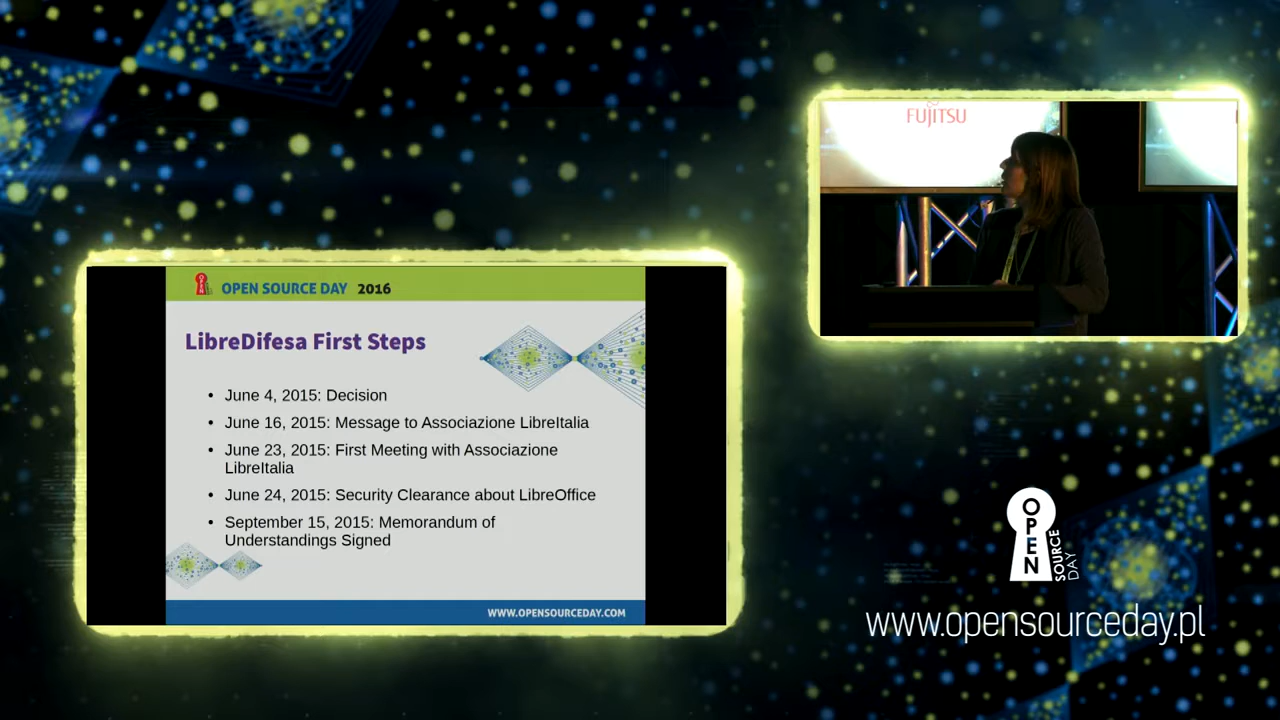 FUJITSU
OPEN SOURCE DAY 2016
LibreDifesa First Steps
• June 4, 2015: Decision
• June 16, 2015: Message to Associazione LibreItalia
• June 23, 2015: First Meeting with Associazione
LibreItalia
• June 24, 2015: Security Clearance about LibreOffice
• September 15, 2015: Memorandum of
Understandings Signed
WWW.OPENSOURCEDAY.COM
OPEN
SOURCE
DAY
www.opensourceday.pl